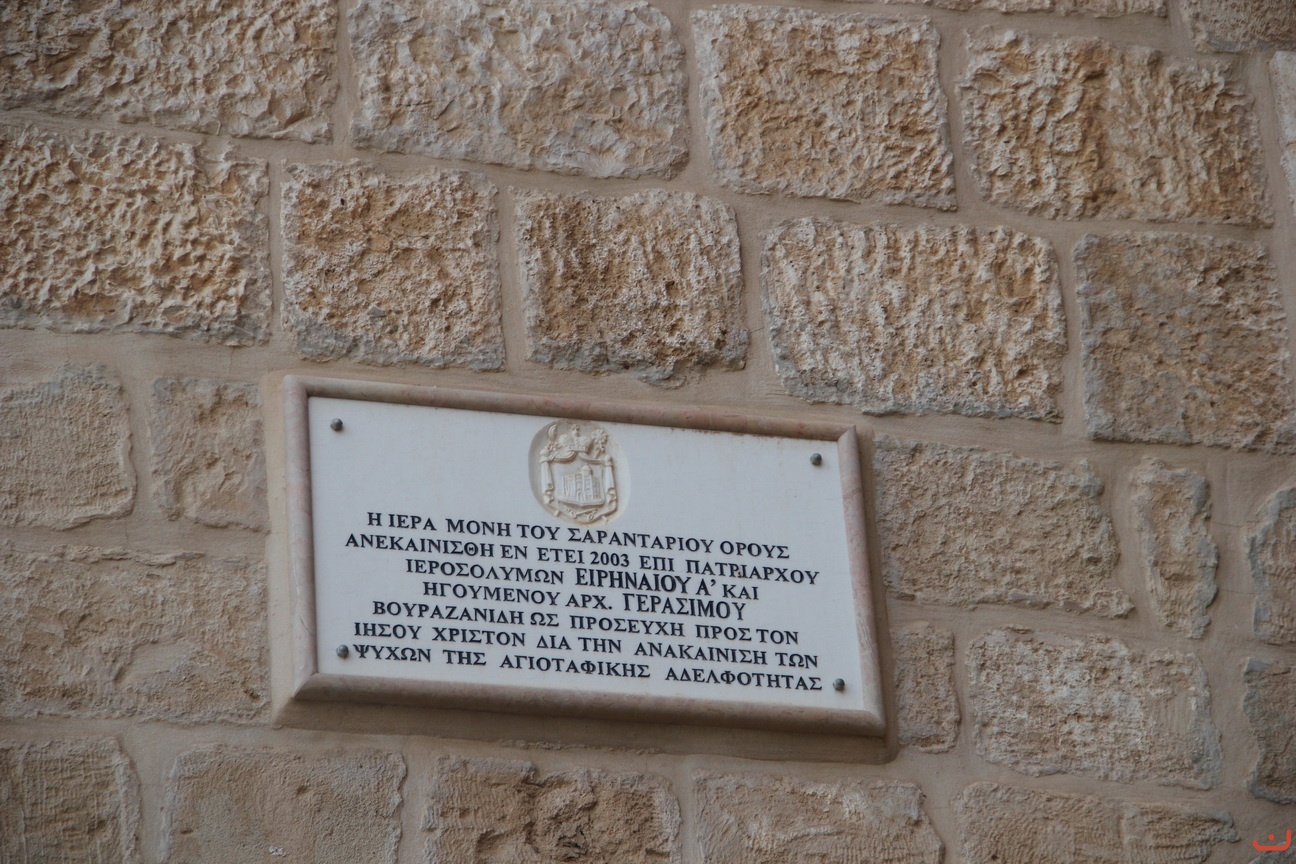 Η ΙΕΡΑ ΜΟΝΗ ΤΟΥ ΣΑΡΑΝΤΑΡΙΟΥ ΟΡΟΥΣ
ΑΝΕΚΑΙΝΙΣΘΗ ΕΝ ΕΤΕΙ 2003 ΕΠΙ ΠΑΤΡΙΑΡΧΟΥ
ΙΕΡΟΣΟΛΥΜΩΝ ΕΙΡΗΝΑΙΟΥ Α' ΚΑΙ
ΗΓΟΥΜΕΝΟΥ ΑΡΧ. ΓΕΡΑΣΙΜΟΥ
ΒΟΥΡΑΖΑΝΙΔΗ ΩΣ ΠΡΟΣΕΥΧΗ ΠΡΟΣ ΤΟΝ
ΙΗΣΟΥ ΧΡΙΣΤΟΝ ΔΙΑ ΤΗΝ ΑΝΑΚΑΙΝΙΣΗ ΤΩΝ
ΨΥΧΩΝ ΤΗΣ ΑΓΙΟΤΑΦΙΚΗΣ ΑΔΕΛΦΟΤΗΤΑΣ